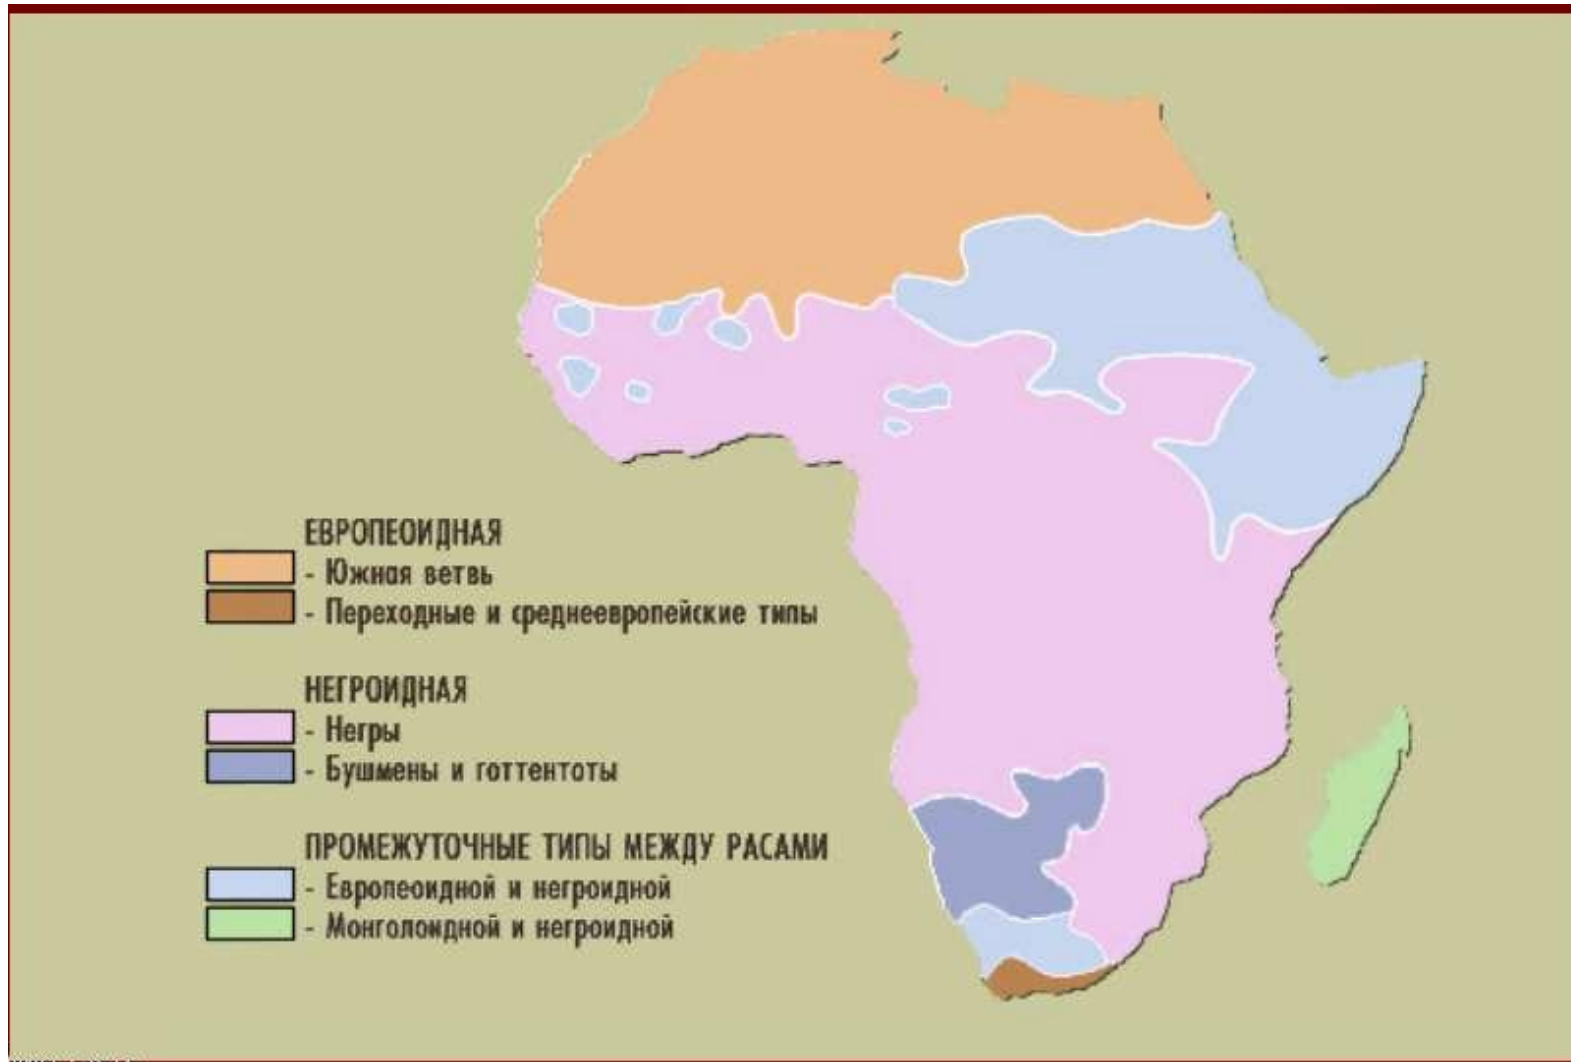 ЕВРОПЕОИДНАЯ
- Южная ветвь
- Переходные и среднеевропейские типы
НЕГРОИДНАЯ
- Негры
- Бушмены и готтентоты
ПРОМЕЖУТОЧНЫЕ ТИПЫ МЕЖДУ РАСАМИ
- Европеоидной и негроидной
- Монголоидной и негроидной